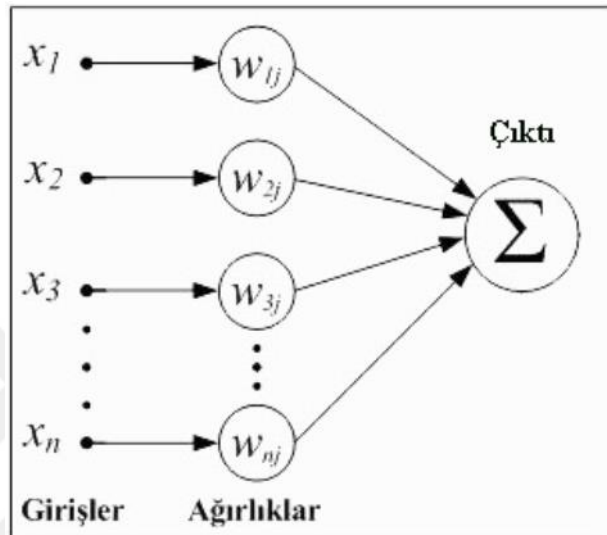 x1 w1j
Çıktı
x2 w2j
Σ
x3 w3j
xn wnj
Girişler Ağırlıklar